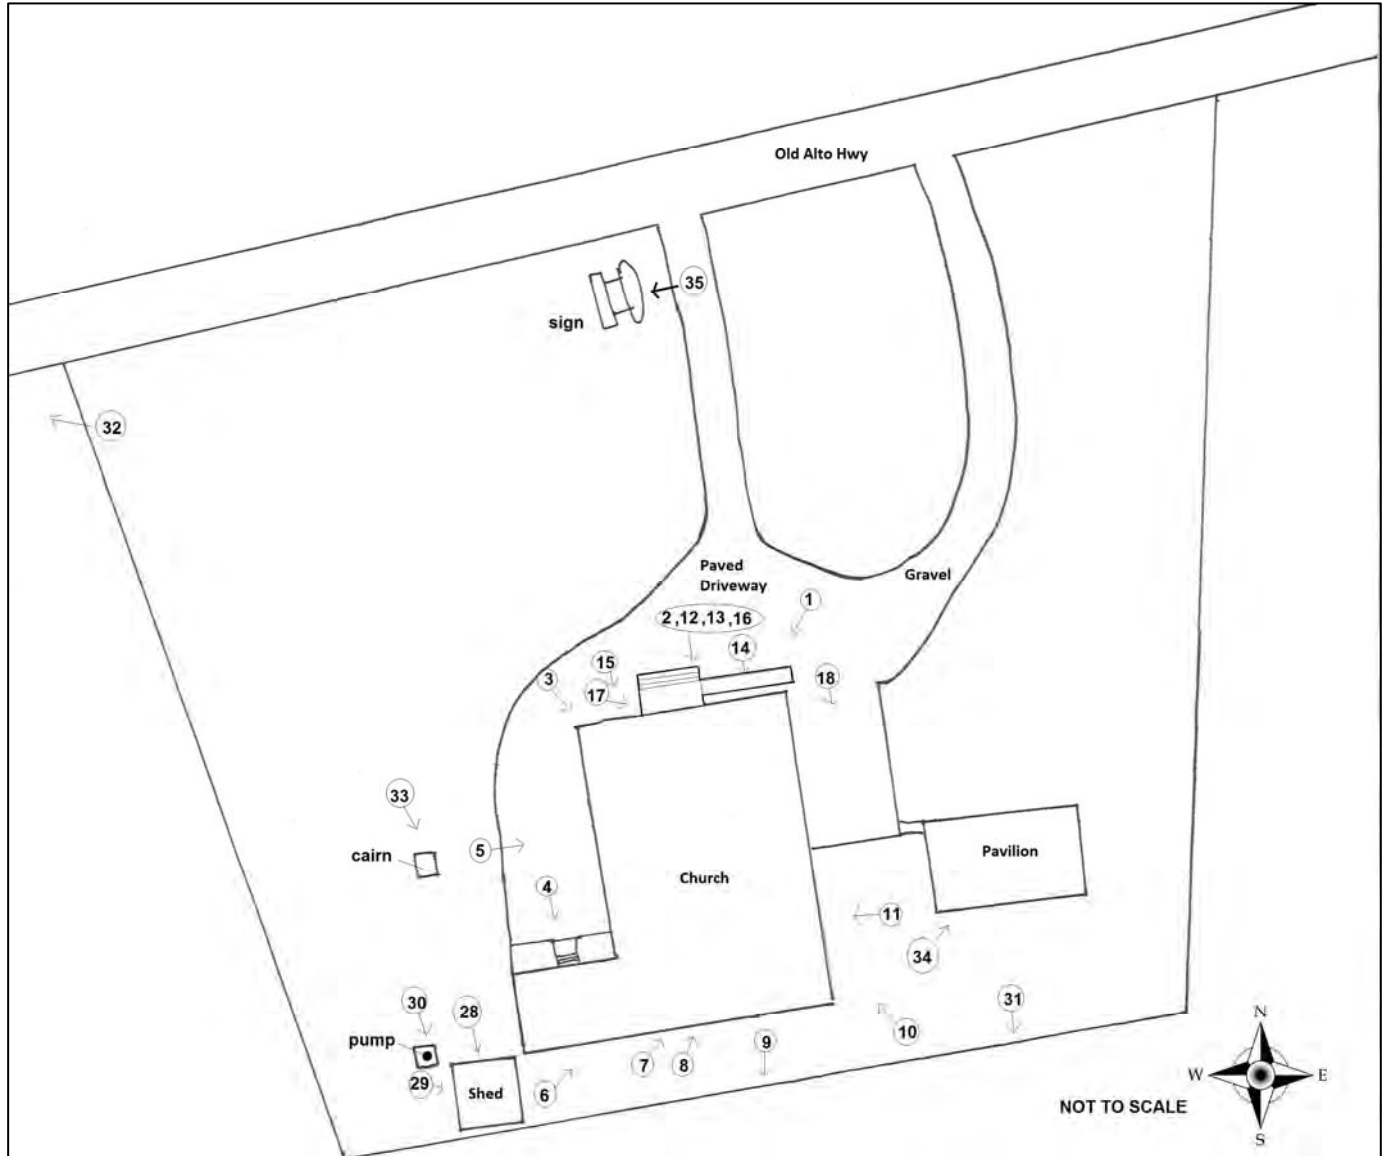 Old Alto Hwy
35
sign
32
Paved
Driveway
Gravel
1
2 ,12 ,13 ,16
14
15
3
17
18
33
cairn
5
Church
Pavilion
4
11
34
30
28
31
pump
10
9
7
8
29
Shed
6
N
W
E
S
NOT TO SCALE